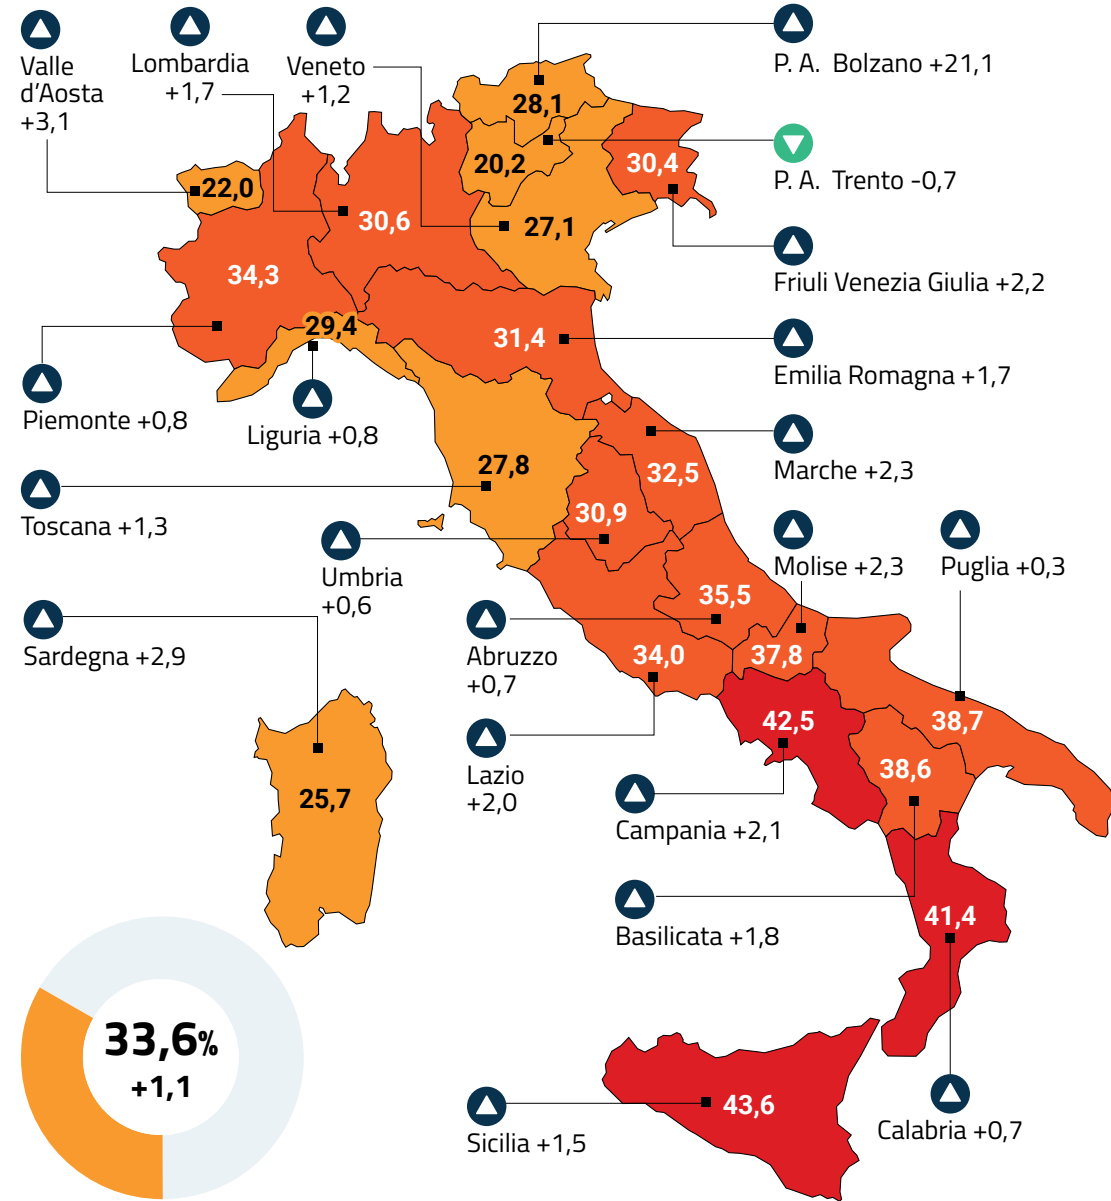 Valle
d’Aosta
+3,1
Lombardia
+1,7
Veneto
+1,2
P. A. Bolzano +21,1
P. A. Trento -0,7
Friuli Venezia Giulia +2,2
Emilia Romagna +1,7
Marche +2,3
Molise +2,3
Puglia +0,3
Piemonte +0,8
Liguria +0,8
Toscana +1,3
Umbria
+0,6
Sardegna +2,9
Abruzzo
+0,7
Lazio
+2,0
Campania +2,1
Basilicata +1,8
Sicilia +1,5
Calabria +0,7
28,1
20,2
30,4
22,0
30,6
27,1
34,3
29,4
31,4
27,8
32,5
30,9
35,5
34,0
37,8
42,5
38,7
38,6
25,7
41,4
43,6
33,6%
+1,1